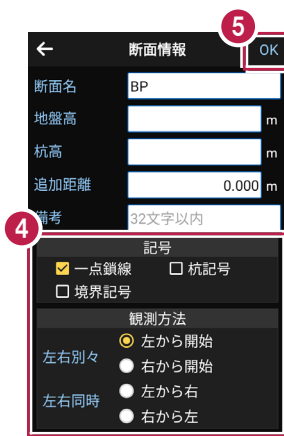 5
← 断面情報 OK
断面名 BP
地盤高 m
杭高 m
追加距離 0.000 m
備考 32文字以内
4
記号
一点鎖線 杭記号
境界記号
観測方法
左右別々 左から開始
右から開始
左右同時 左から右
右から左